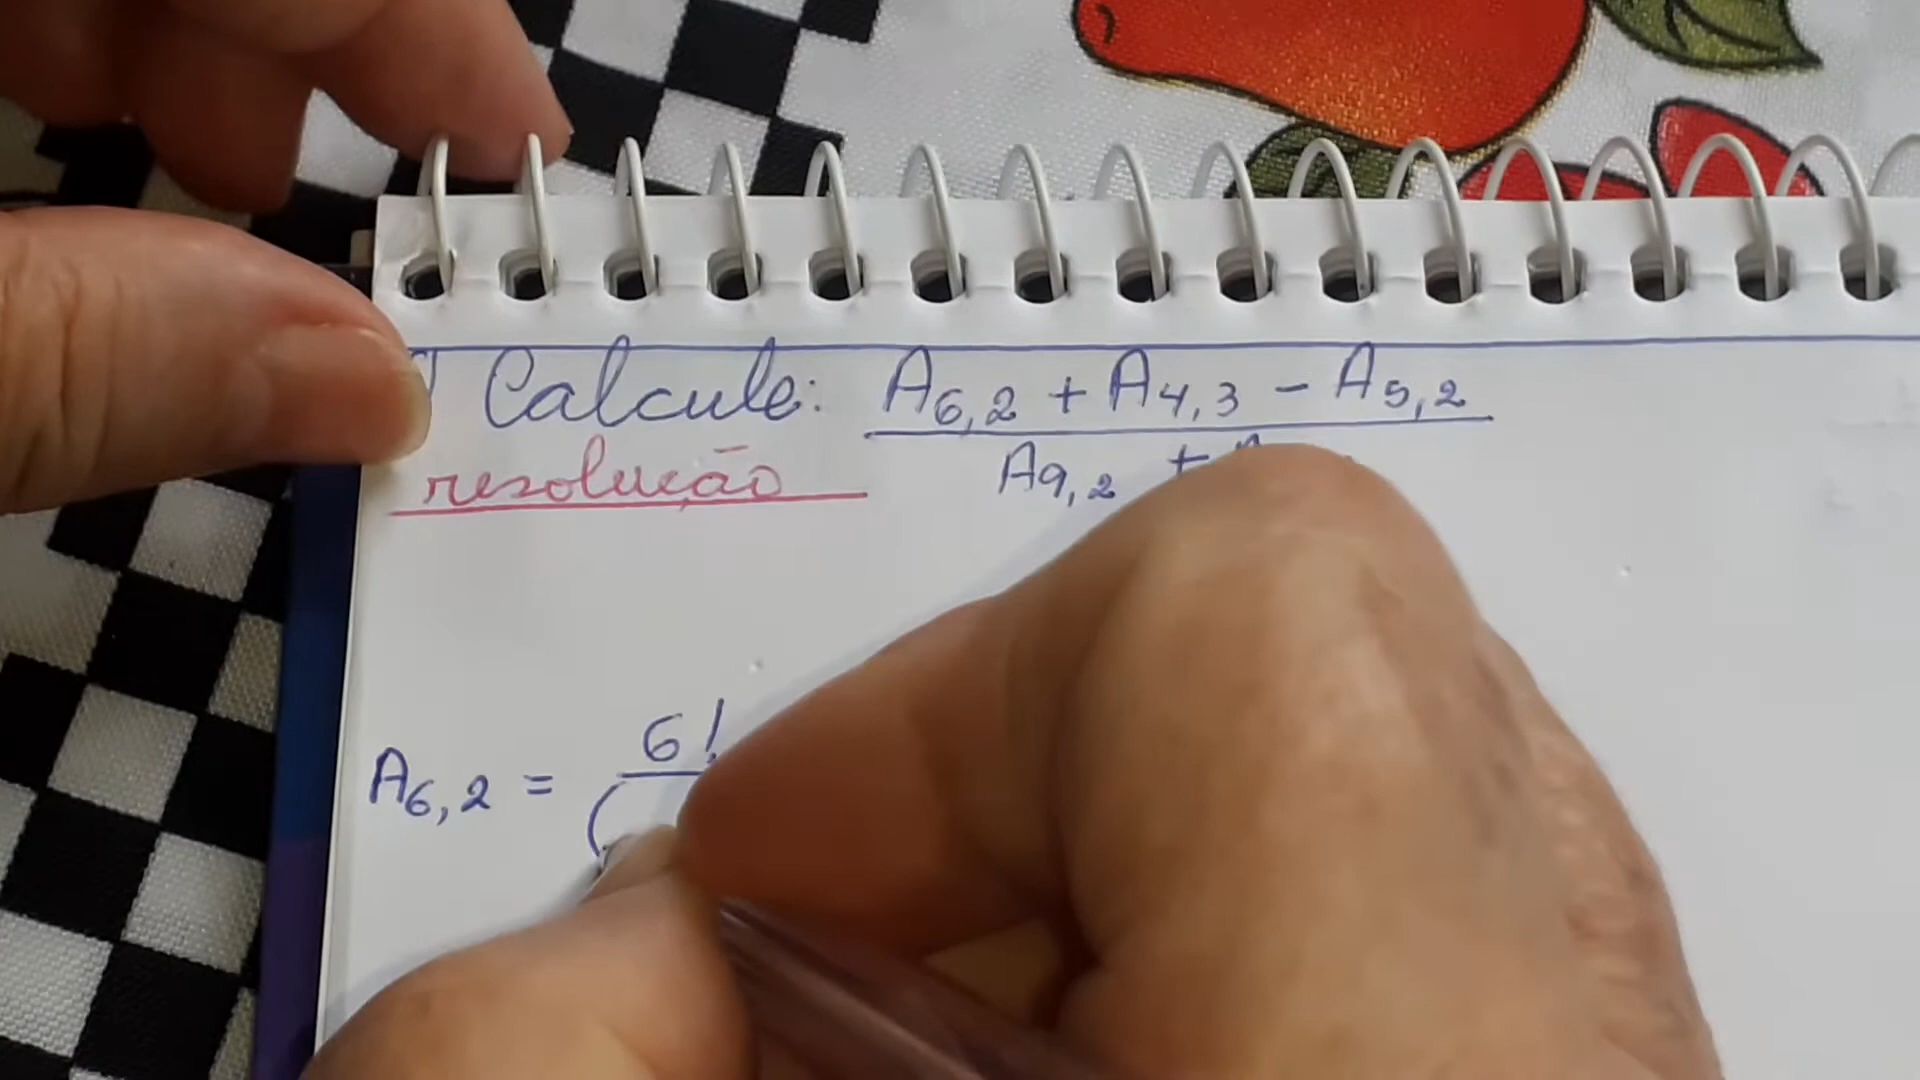 Calcule: A6,2 + A4,3 - A5,2
resolução A9,2 +
A6,2 = 6!
(